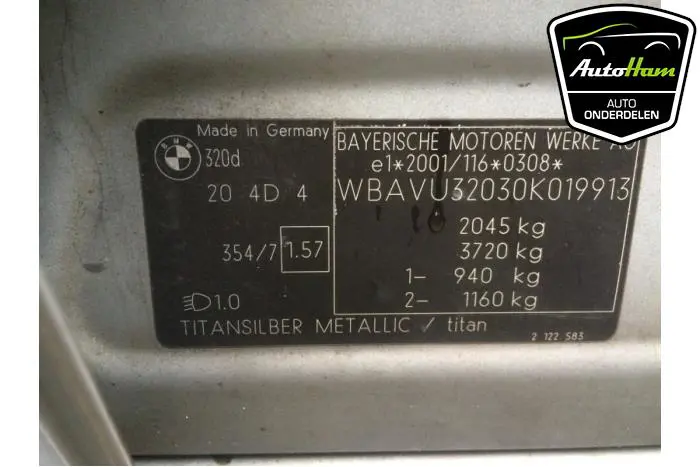 AutoHam
AUTO
ONDERDELEN
BMW
Made in Germany
320d
20 4D 4
354/7 1.57
1.0
TITANSILBER METALLIC / titan
BAYERISCHE MOTOREN WERKE AG
e1*2001/116*0308*
WBAVU32030K019913
2045 kg
3720 kg
1- 940 kg
2- 1160 kg
2 122 583